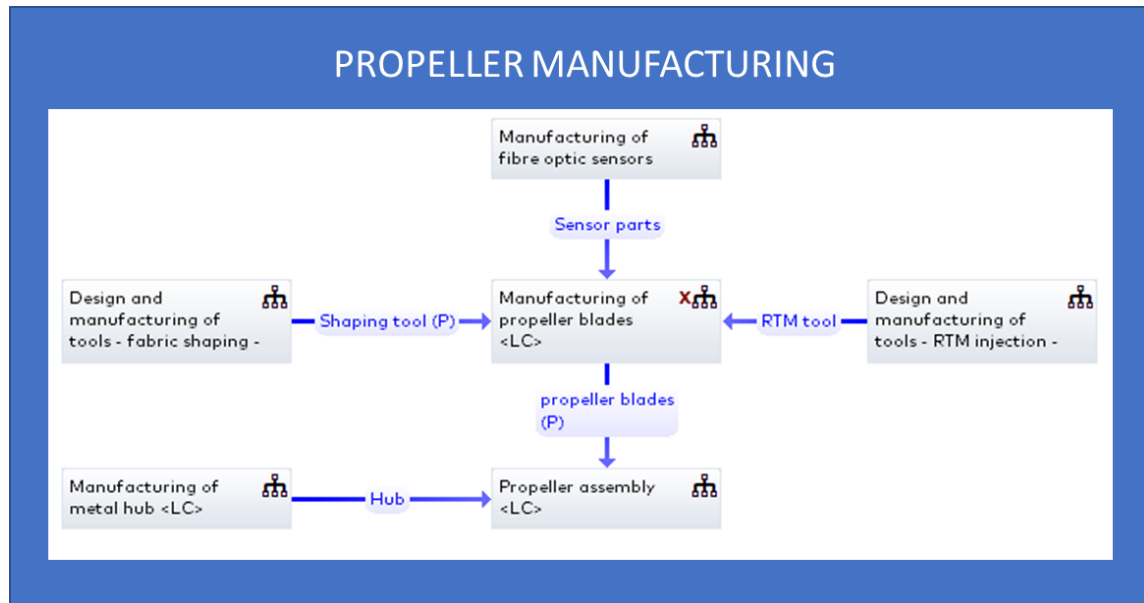 PROPELLER MANUFACTURING
Manufacturing of
fibre optic sensors
Sensor parts
Design and
manufacturing of
tools - fabric shaping -
Shaping tool (P)
Manufacturing of
propeller blades
<LC>
X
RTM tool
Design and
manufacturing of
tools - RTM injection -
propeller blades
(P)
Manufacturing of
metal hub <LC>
Hub
Propeller assembly
<LC>